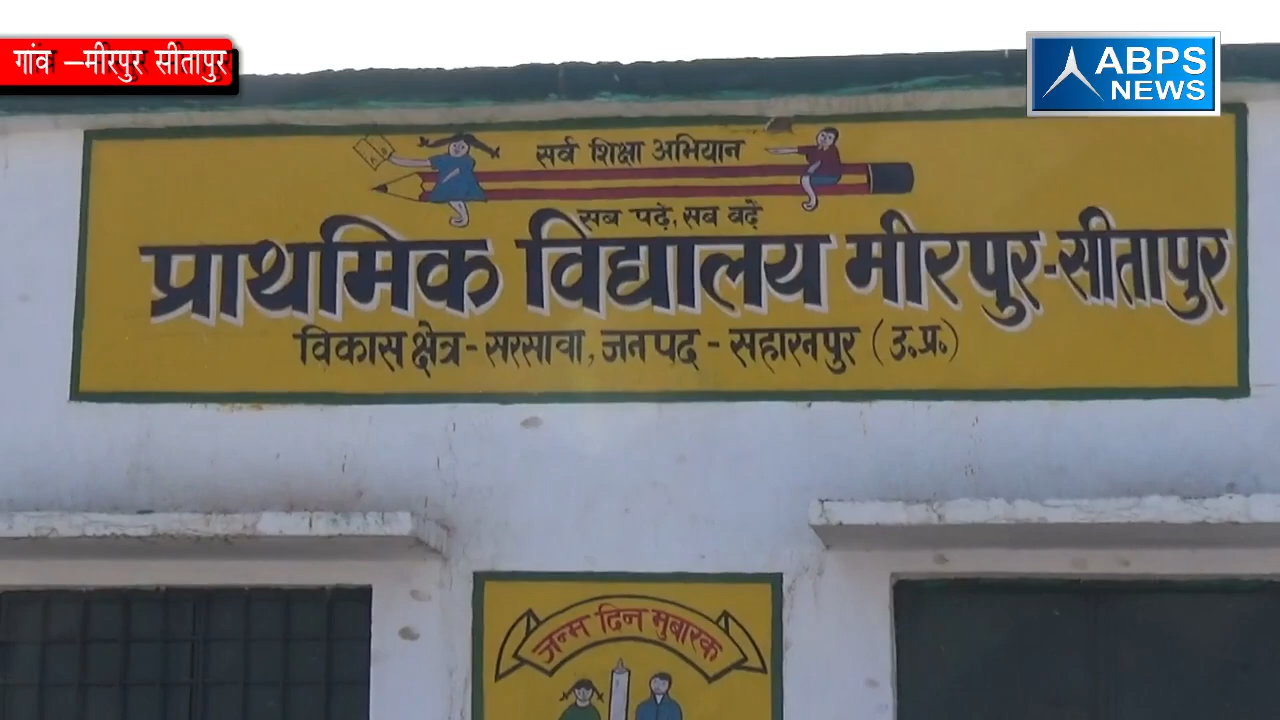 गांव –मीरपुर सीतापुर
ABPS
NEWS
सर्व शिक्षा अभियान
सब पढ़ें, सब बढ़ें
प्राथमिक विद्यालय मीरपुर-सीतापुर
विकास क्षेत्र - सरसावा, जनपद - सहारनपुर (उ.प्र.)
जन्म दिन मुबारक